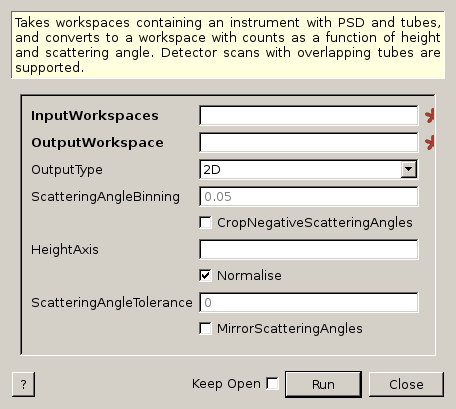 Takes workspaces containing an instrument with PSD and tubes,
and converts to a workspace with counts as a function of height
and scattering angle. Detector scans with overlapping tubes are
supported.
InputWorkspaces
OutputWorkspace
OutputType 2D
ScatteringAngleBinning 0.05
CropNegativeScatteringAngles
HeightAxis
Normalise
ScatteringAngleTolerance 0
MirrorScatteringAngles
? Keep Open Run Close